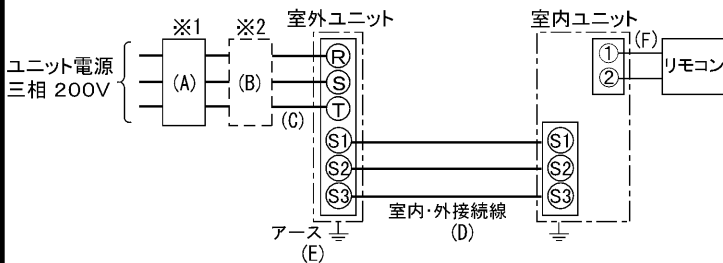 ※1
※2
室外ユニット
室内ユニット
ユニット電源
三相 200V
(A)
(B)
(C)
R
S
T
S1
S2
S3
S1
S2
S3
①
②
(F)
リモコン
室内・外接続線
(D)
アース
(E)